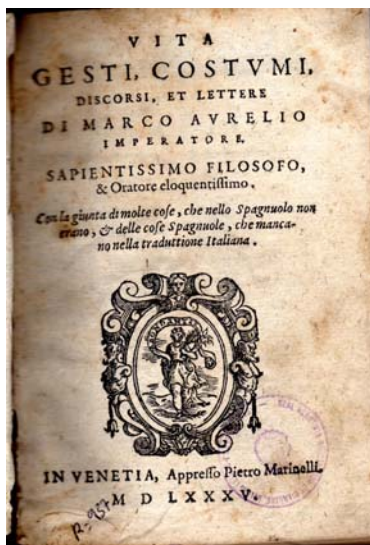 VITA
GESTI, COSTVMI,
DISCORSI, ET LETTERE
DI MARCO AVRELIO
IMPERATORE,
SAPIENTISSIMO FILOSOFO,
& Oratore eloquentiſſimo.
Con la giunta di molte coſe, che nello Spagnuolo non
erano, & delle coſe Spagnuole, che manca-
no nella traduttione Italiana.
IN VENETIA, Appreſſo Pietro Marinelli.
M D LXXXV.